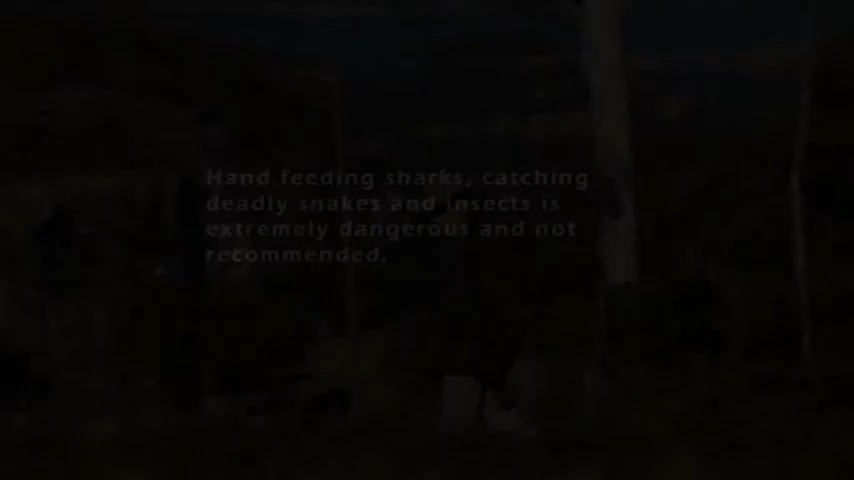 Hand feeding sharks, catching
deadly snakes and insects is
extremely dangerous and not
recommended.